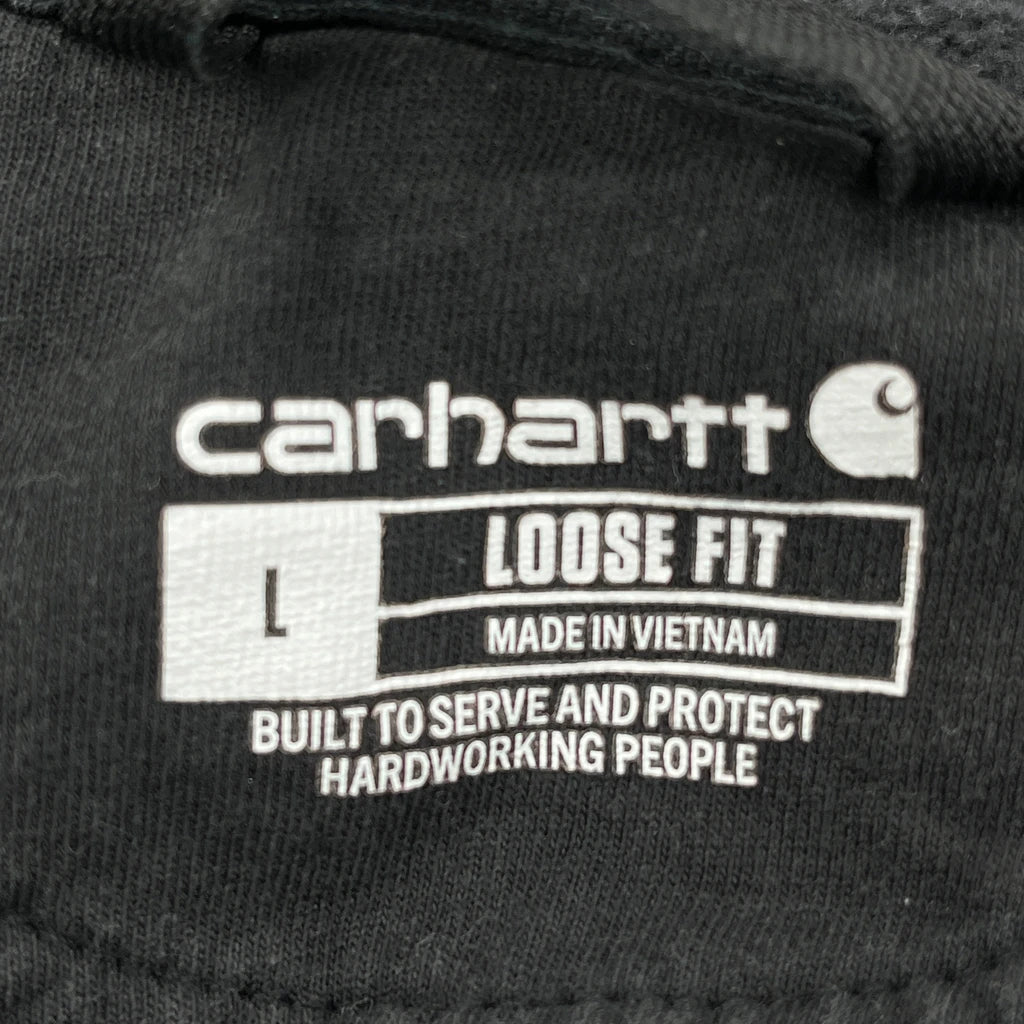 carhartt
L
LOOSE FIT
MADE IN VIETNAM
BUILT TO SERVE AND PROTECT
HARDWORKING PEOPLE